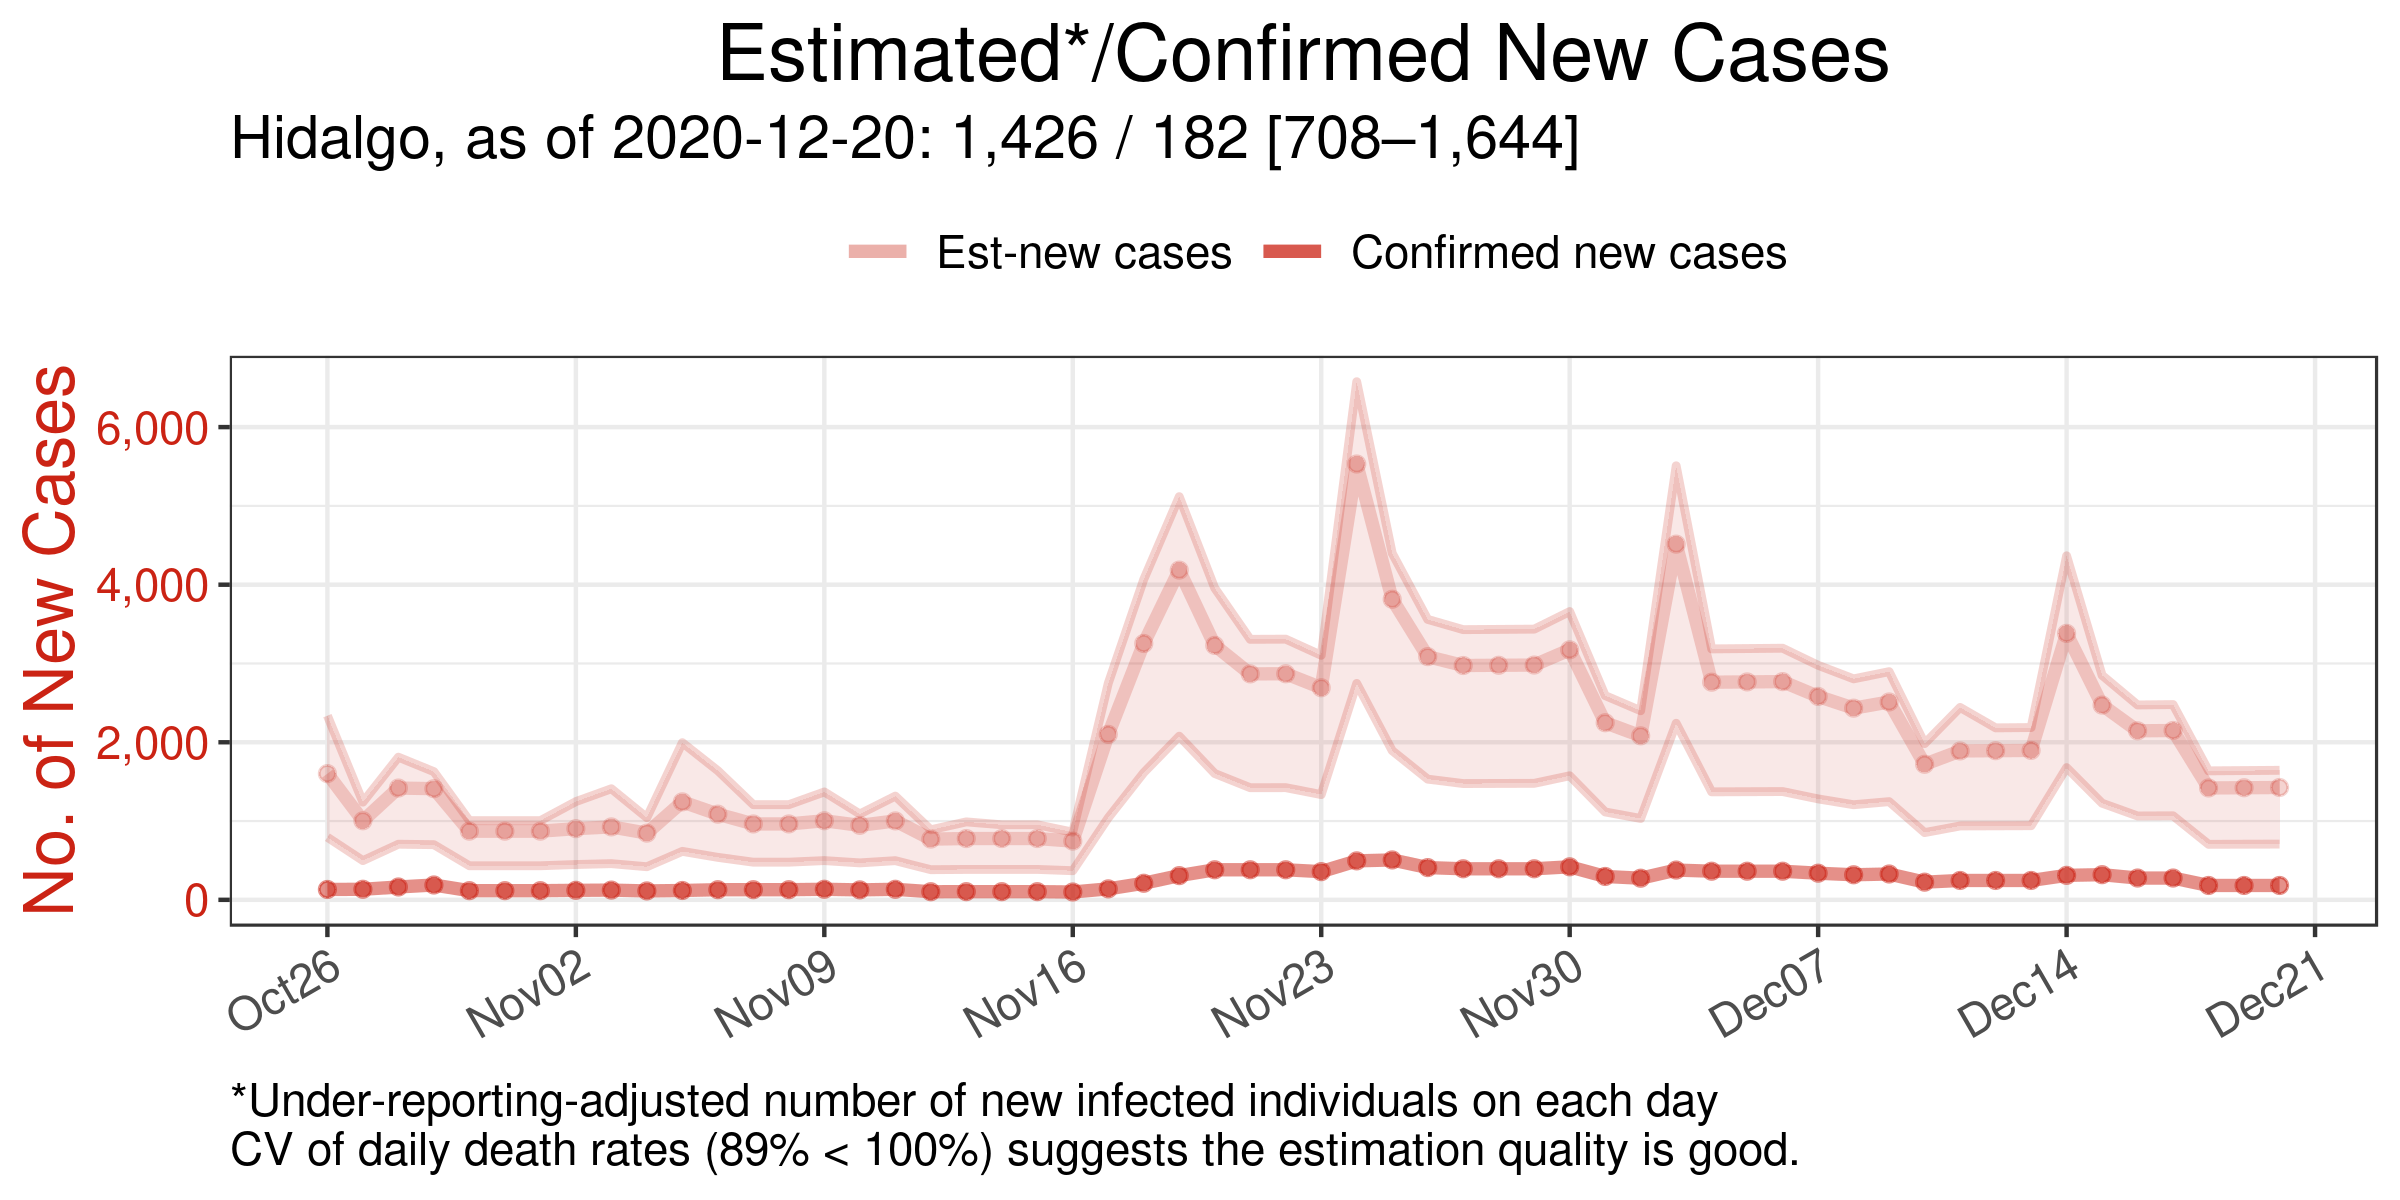 Estimated*/Confirmed New Cases
Hidalgo, as of 2020-12-20: 1,426 / 182 [708–1,644]
Est-new cases Confirmed new cases
No. of New Cases
6,000
4,000
2,000
0
Oct26 Nov02 Nov09 Nov16 Nov23 Nov30 Dec07 Dec14 Dec21
*Under-reporting-adjusted number of new infected individuals on each day
CV of daily death rates (89% < 100%) suggests the estimation quality is good.